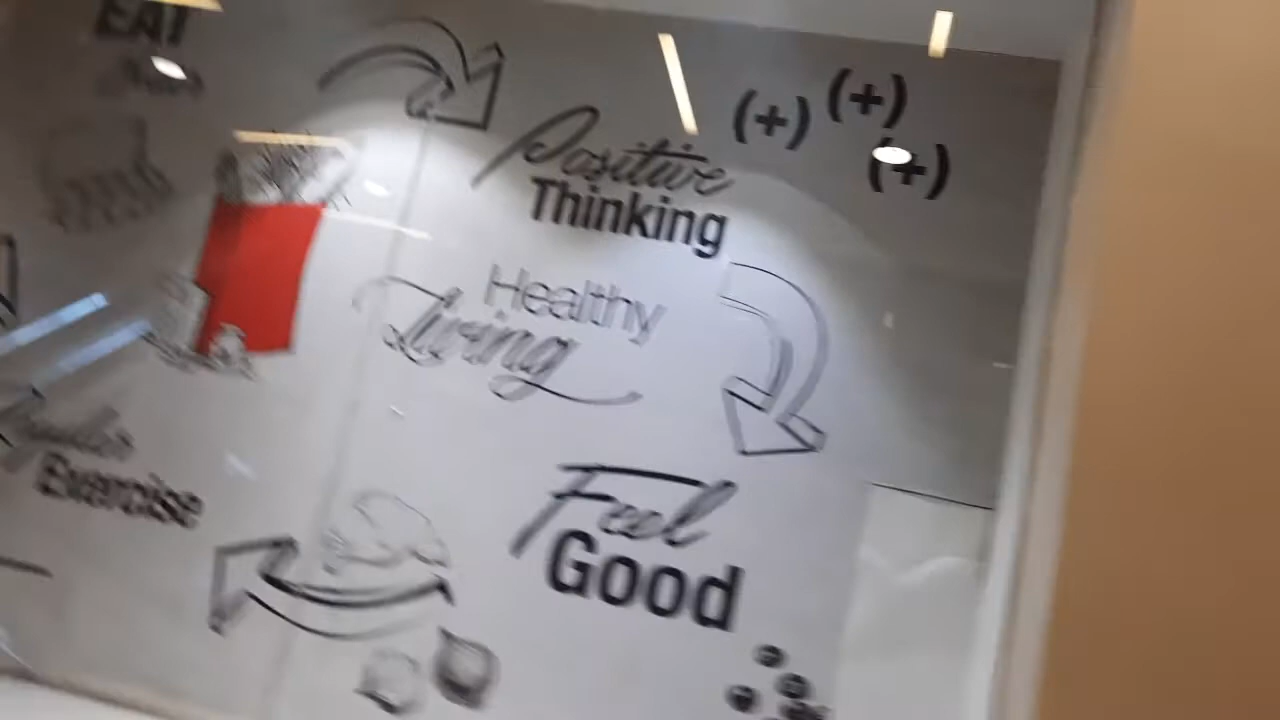 EAT
(+) (+)
(+)
Positive
Thinking
Healthy
Living
Exercise
Feel
Good